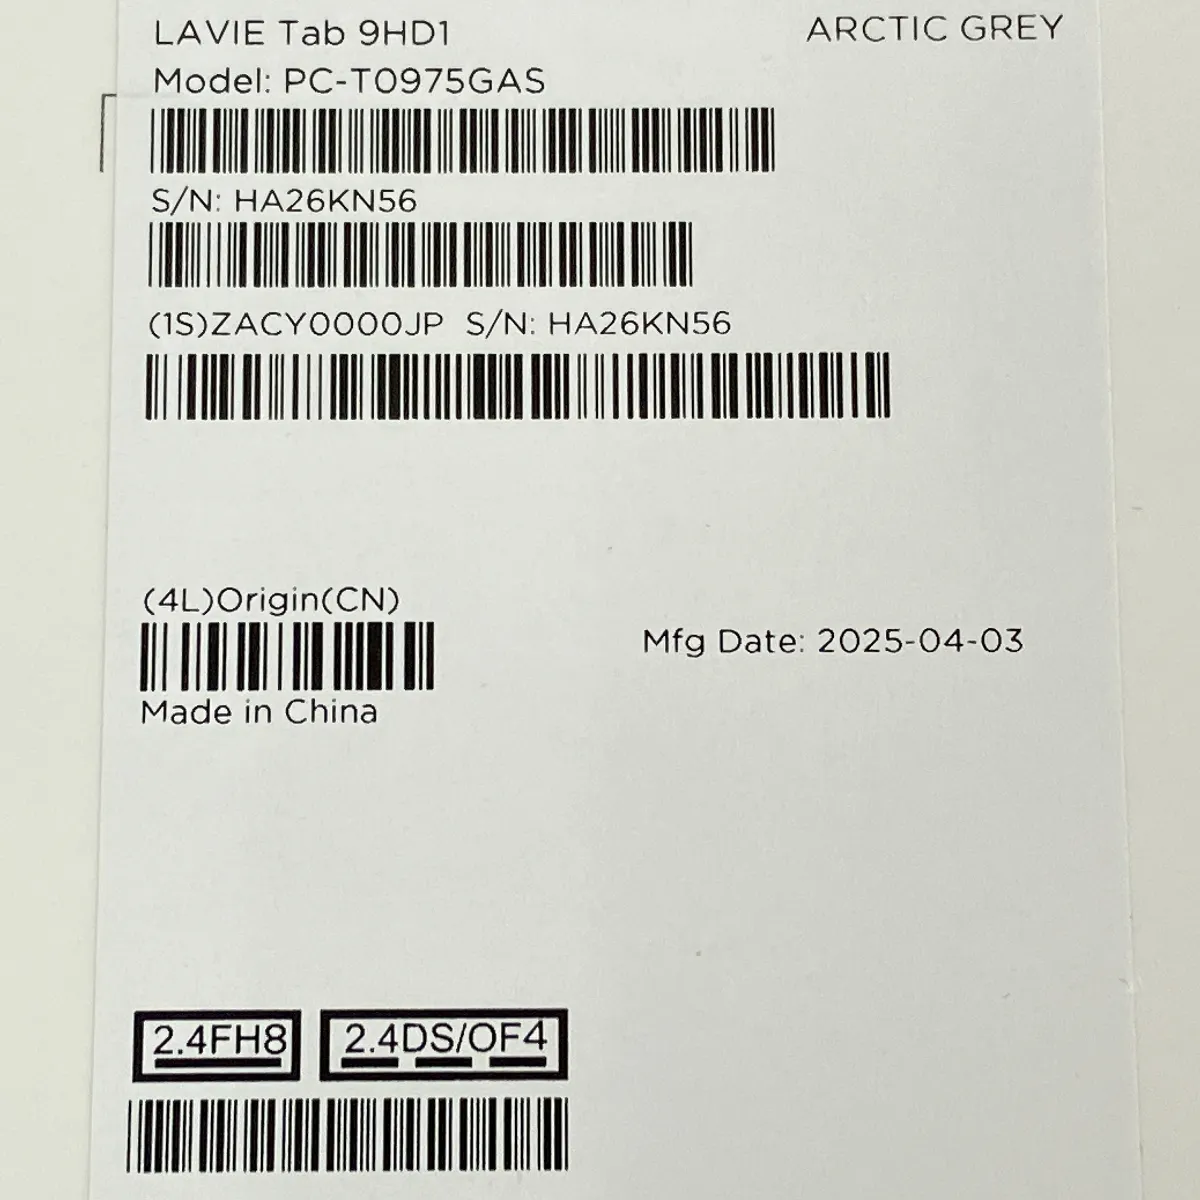 LAVIE Tab 9HD1
ARCTIC GREY
Model: PC-T0975GAS
S/N: HA26KN56
(1S)ZACY0000JP S/N: HA26KN56
(4L)Origin(CN)
Mfg Date: 2025-04-03
Made in China
2.4FH8
2.4DS/OF4